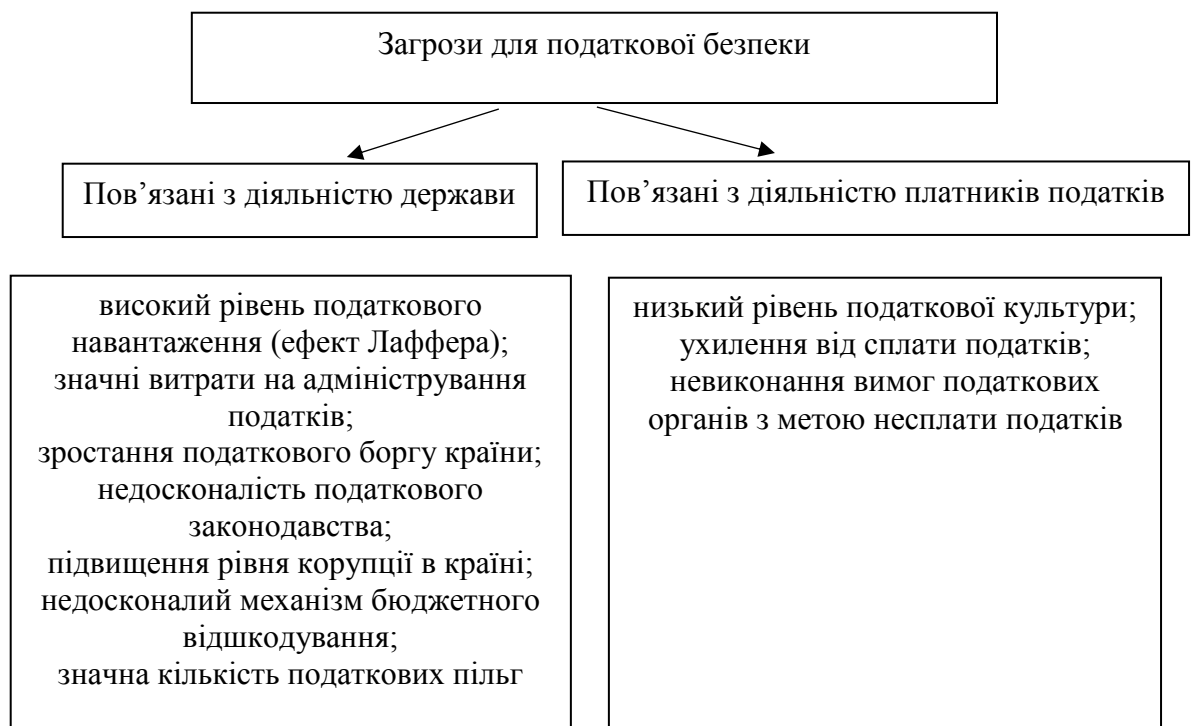 Загрози для податкової безпеки
Пов’язані з діяльністю держави
Пов’язані з діяльністю платників податків
високий рівень податкового
навантаження (ефект Лаффера);
значні витрати на адміністрування
податків;
зростання податкового боргу країни;
недосконалість податкового
законодавства;
підвищення рівня корупції в країні;
недосконалий механізм бюджетного
відшкодування;
значна кількість податкових пільг
низький рівень податкової культури;
ухилення від сплати податків;
невиконання вимог податкових
органів з метою несплати податків